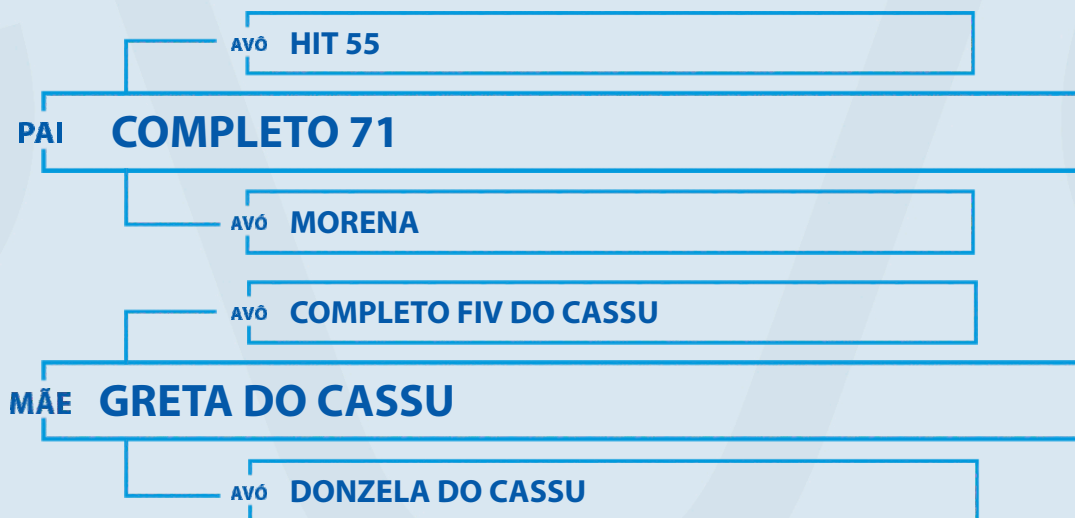 AVÔ HIT 55
PAI COMPLETO 71
AVÓ MORENA
AVÔ COMPLETO FIV DO CASSU
MÃE GRETA DO CASSU
AVÓ DONZELA DO CASSU